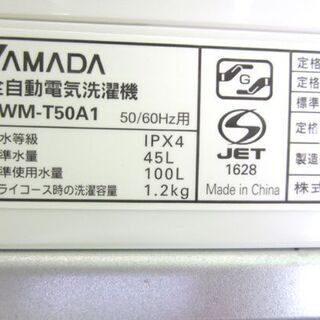 YAMADA
全自動電気洗濯機
YWM-T50A1 50/60Hz用
水等級 IPX4
準水量 45L
準使用水量 100L
ライコース時の洗濯容量 1.2kg
G
S
JET
1628
Made in China
定格
定格
定格
製造
株式